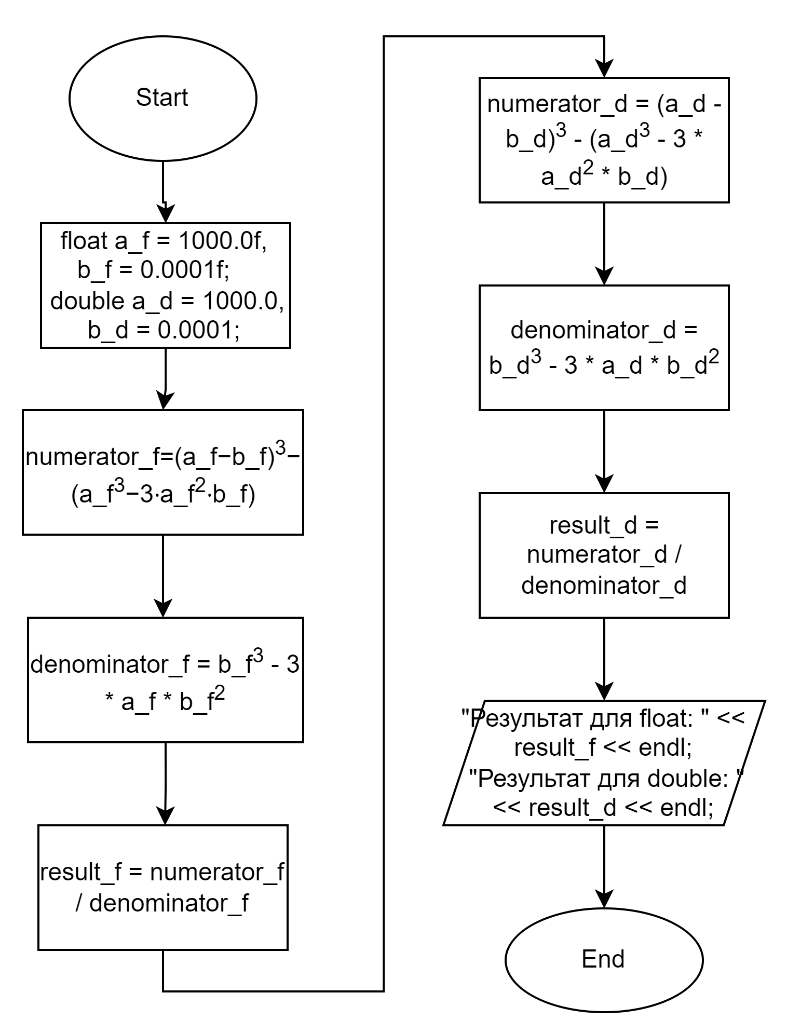 Start
float a_f = 1000.0f,
b_f = 0.0001f;
double a_d = 1000.0,
b_d = 0.0001;
numerator_f=(a_f−b_f)³−
(a_f³−3·a_f²·b_f)
denominator_f = b_f³ - 3
* a_f * b_f²
result_f = numerator_f
/ denominator_f
numerator_d = (a_d -
b_d)³ - (a_d³ - 3 *
a_d² * b_d)
denominator_d =
b_d³ - 3 * a_d * b_d²
result_d =
numerator_d /
denominator_d
"Результат для float: " <<
result_f << endl;
"Результат для double: "
<< result_d << endl;
End